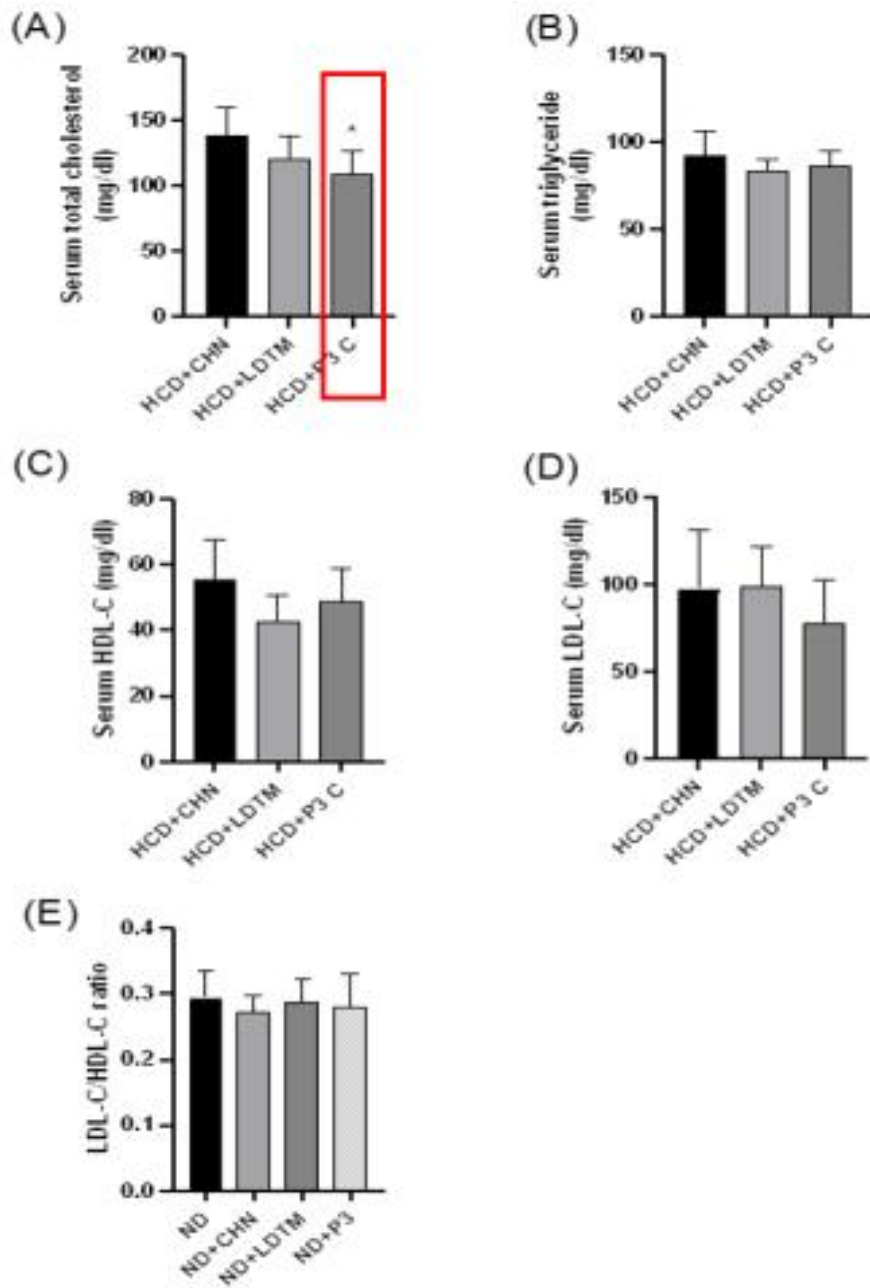 (A)
Serum total cholesterol
(mg/dl)
200
150
100
50
0
*
HCD+CHN
HCD+LDTM
HCD+P3 C
(B)
Serum triglyceride
(mg/dl)
150
100
50
0
HCD+CHN
HCD+LDTM
HCD+P3 C
(C)
Serum HDL-C (mg/dl)
80
60
40
20
0
HCD+CHN
HCD+LDTM
HCD+P3 C
(D)
Serum LDL-C (mg/dl)
150
100
50
0
HCD+CHN
HCD+LDTM
HCD+P3 C
(E)
LDL-C/HDL-C ratio
0.4
0.3
0.2
0.1
0.0
ND
ND+CHN
ND+LDTM
ND+P3